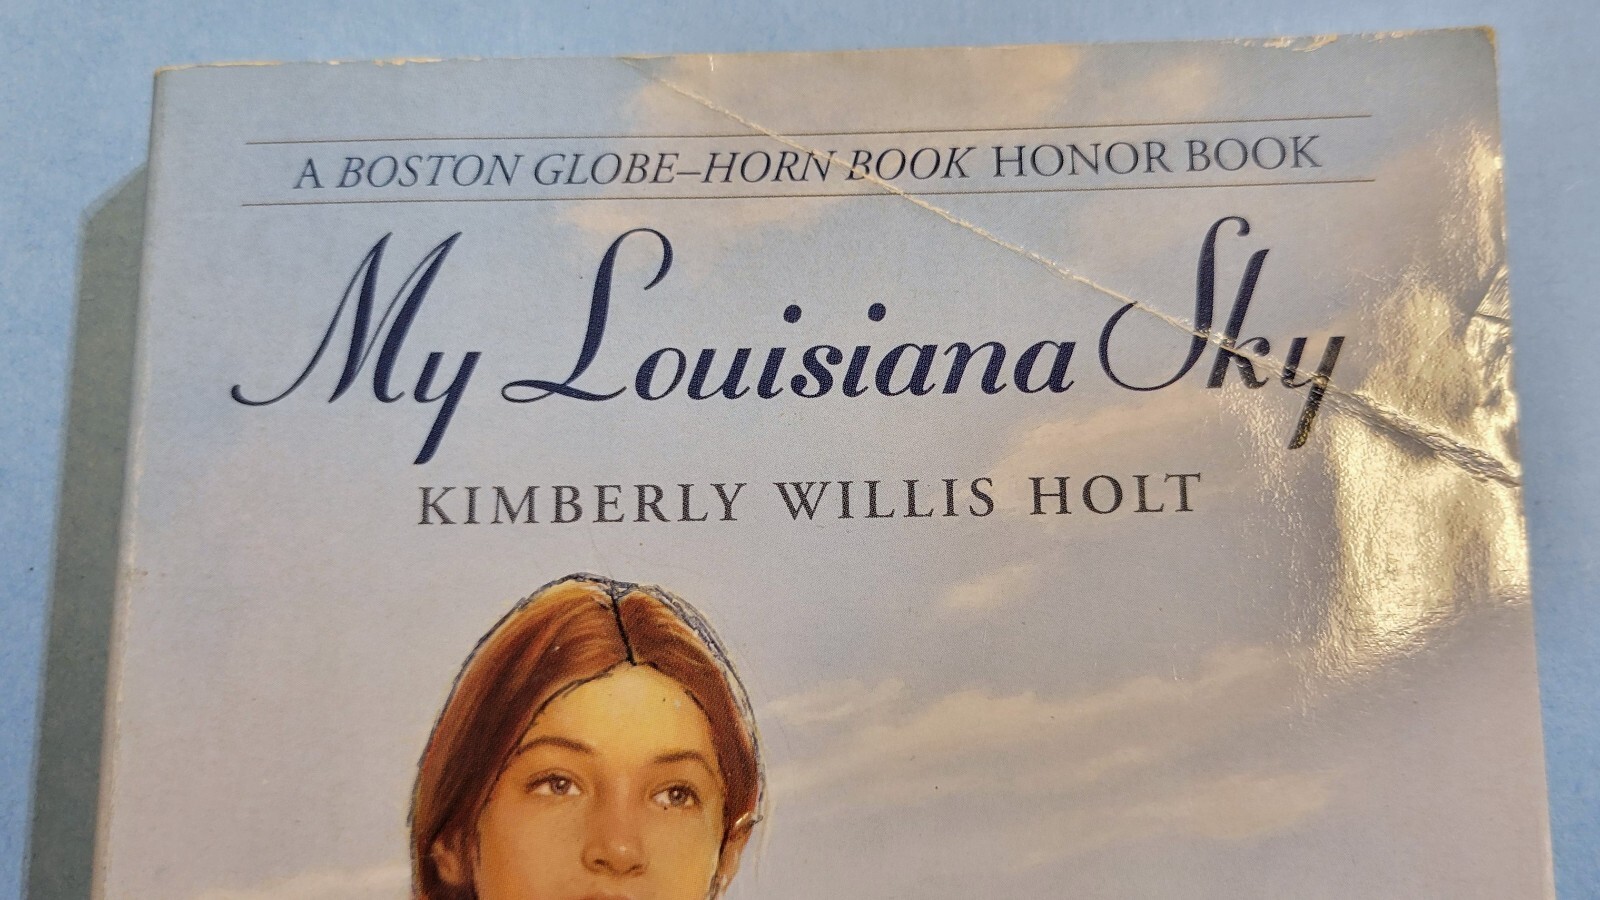 A BOSTON GLOBE–HORN BOOK HONOR BOOK
My Louisiana Sky
KIMBERLY WILLIS HOLT